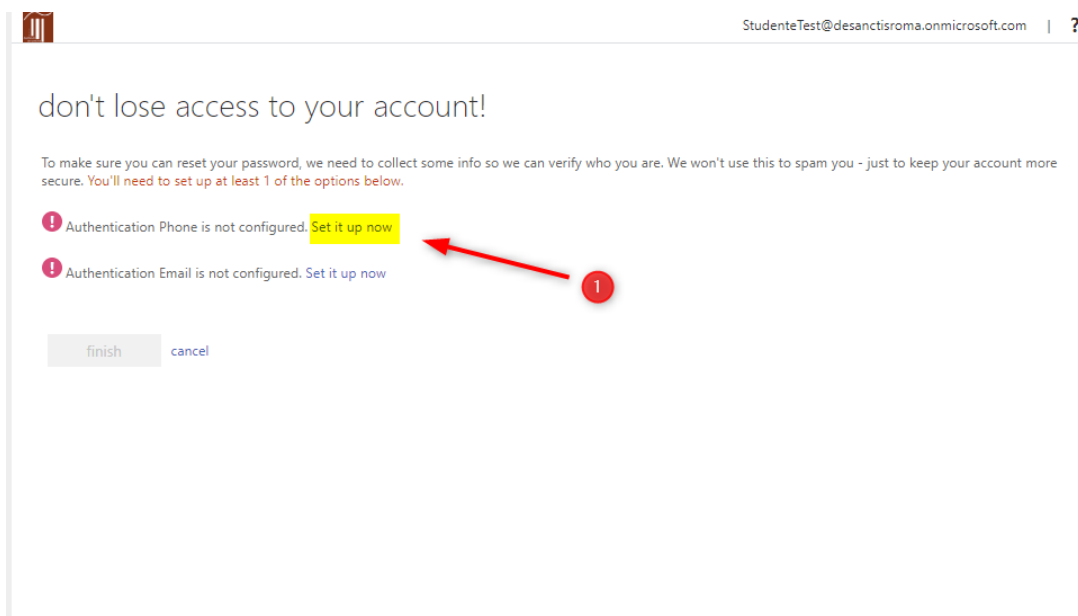 StudenteTest@desanctisroma.onmicrosoft.com | ?
don't lose access to your account!
To make sure you can reset your password, we need to collect some info so we can verify who you are. We won't use this to spam you - just to keep your account more
secure. You'll need to set up at least 1 of the options below.
! Authentication Phone is not configured. Set it up now
! Authentication Email is not configured. Set it up now
1
finish cancel